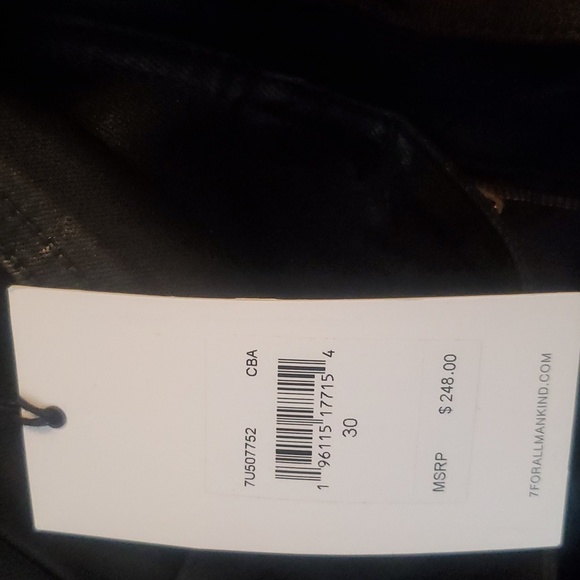 7U507752 CBA
1 96115 17715 4
30
MSRP $ 248.00
7FORALLMANKIND.COM